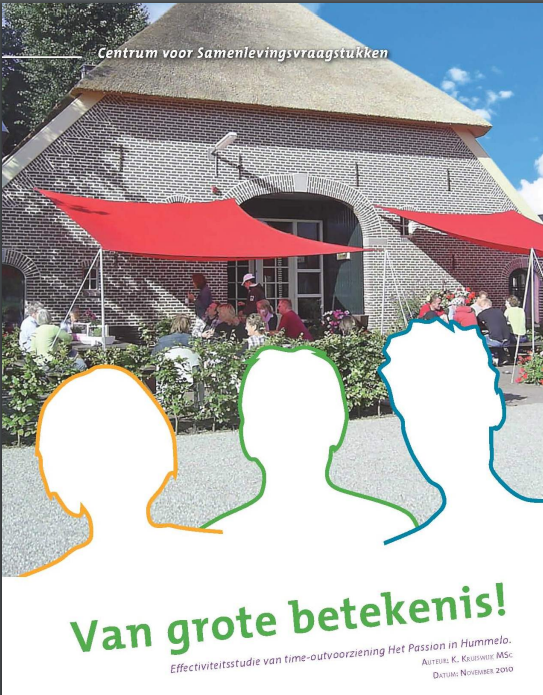 Centrum voor Samenlevingsvraagstukken
Van grote betekenis!
Effectiviteitsstudie van time-outvoorziening Het Passion in Hummelo.
Auteur: K. Kruiswijk MSc
Datum: November 2010